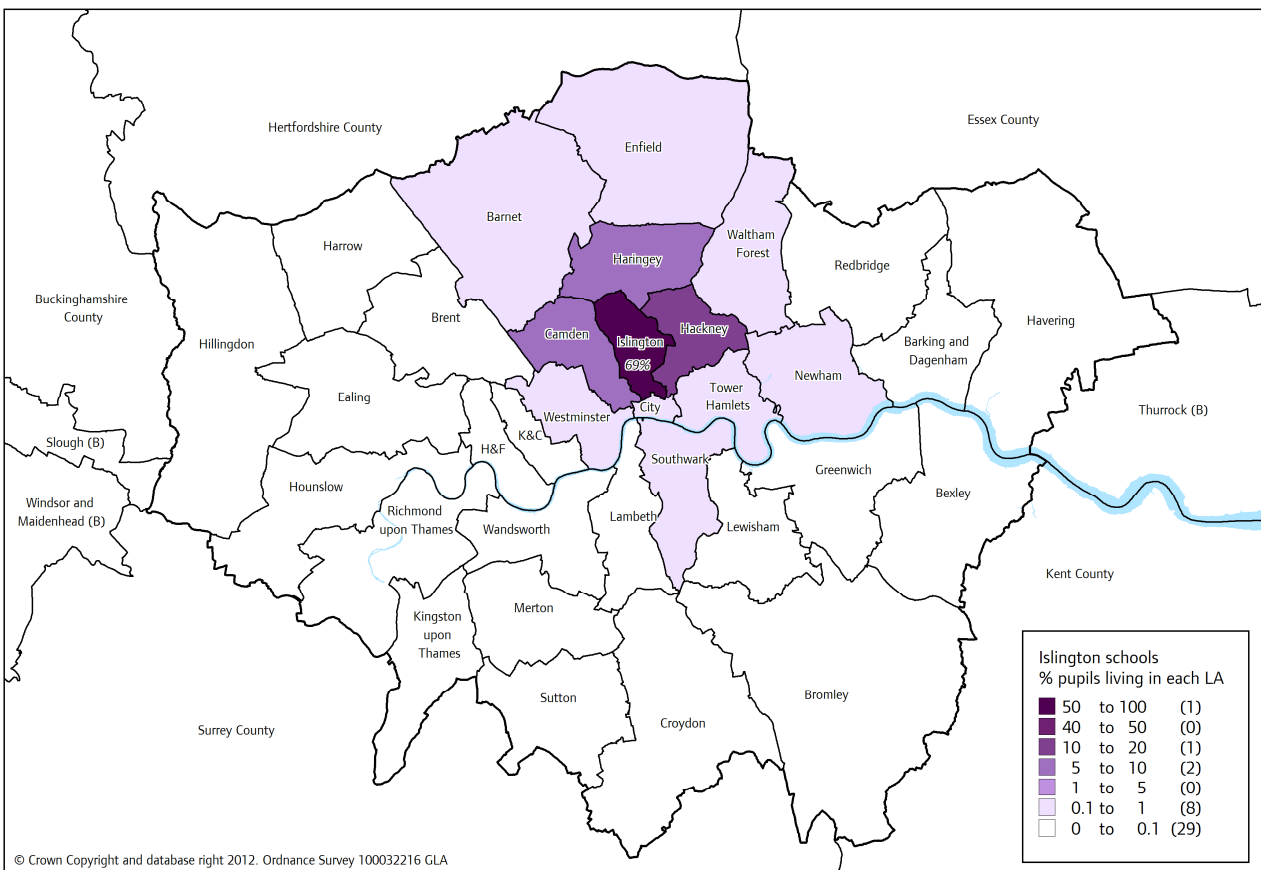 Hertfordshire County
Essex County
Enfield
Barnet
Waltham
Forest
Harrow
Haringey
Redbridge
Buckinghamshire
County
Brent
Hillingdon
Camden
Islington
69%
Hackney
Havering
Barking and
Dagenham
Ealing
Newham
Tower
Hamlets
Westminster
City
Thurrock (B)
Slough (B)
H&F
K&C
Southwark
Greenwich
Hounslow
Bexley
Windsor and
Maidenhead (B)
Richmond
upon Thames
Wandsworth
Lambeth
Lewisham
Kent County
Kingston
upon
Thames
Merton
Sutton
Croydon
Bromley
Surrey County
Islington schools
% pupils living in each LA
50 to 100 (1)
40 to 50 (0)
10 to 20 (1)
5 to 10 (2)
1 to 5 (0)
0.1 to 1 (8)
0 to 0.1 (29)
© Crown Copyright and database right 2012. Ordnance Survey 100032216 GLA